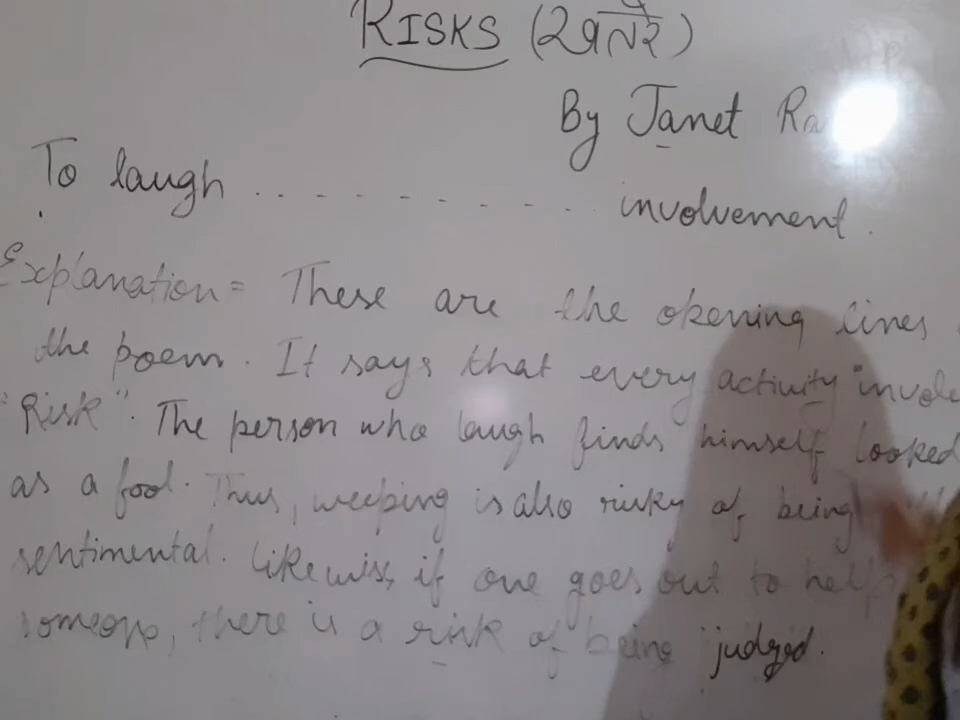 RISKS (ਖਤਰੇ)
By Janet
To laugh . . . . . . . . . . . involvement.
Explanation = These are the opening lines
the poem. It says that every activity
"Risk". The person who laugh finds himself looked
as a fool. Thus, weeping is also risky of being
sentimental. Likewise, if one goes out to help
someone, there is a risk of being judged.